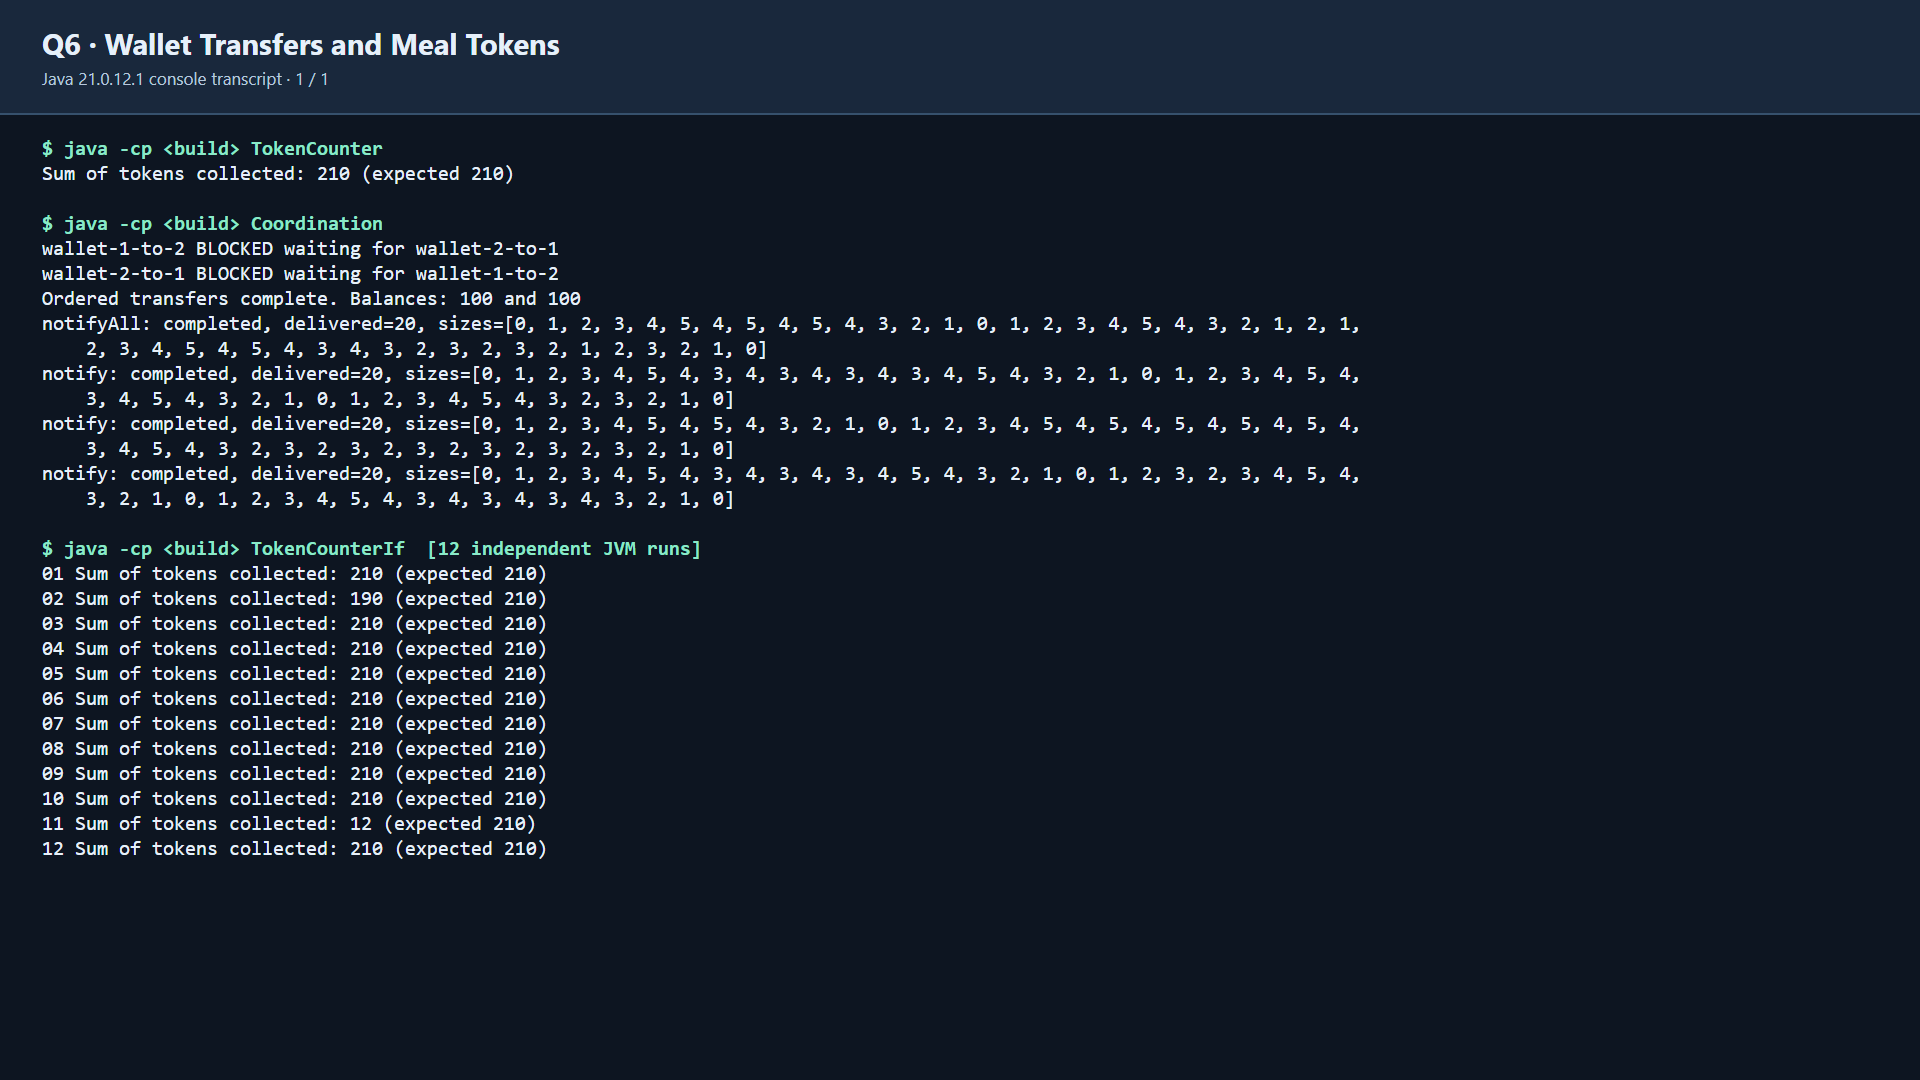 Q6 · Wallet Transfers and Meal Tokens
Java 21.0.12.1 console transcript · 1 / 1
$ java -cp <build> TokenCounter
Sum of tokens collected: 210 (expected 210)
$ java -cp <build> Coordination
wallet-1-to-2 BLOCKED waiting for wallet-2-to-1
wallet-2-to-1 BLOCKED waiting for wallet-1-to-2
Ordered transfers complete. Balances: 100 and 100
notifyAll: completed, delivered=20, sizes=[0, 1, 2, 3, 4, 5, 4, 5, 4, 5, 4, 3, 2, 1, 0, 1, 2, 3, 4, 5, 4, 3, 2, 1, 2, 1,
2, 3, 4, 5, 4, 5, 4, 3, 4, 3, 2, 3, 2, 3, 2, 1, 2, 3, 2, 1, 0]
notify: completed, delivered=20, sizes=[0, 1, 2, 3, 4, 5, 4, 3, 4, 3, 4, 3, 4, 3, 4, 5, 4, 3, 2, 1, 0, 1, 2, 3, 4, 5, 4,
3, 4, 5, 4, 3, 2, 1, 0, 1, 2, 3, 4, 5, 4, 3, 2, 3, 2, 1, 0]
notify: completed, delivered=20, sizes=[0, 1, 2, 3, 4, 5, 4, 5, 4, 3, 2, 1, 0, 1, 2, 3, 4, 5, 4, 5, 4, 5, 4, 5, 4, 5, 4,
3, 4, 5, 4, 3, 2, 3, 2, 3, 2, 3, 2, 3, 2, 3, 2, 3, 2, 1, 0]
notify: completed, delivered=20, sizes=[0, 1, 2, 3, 4, 5, 4, 3, 4, 3, 4, 3, 4, 5, 4, 3, 2, 1, 0, 1, 2, 3, 2, 3, 4, 5, 4,
3, 2, 1, 0, 1, 2, 3, 4, 5, 4, 3, 4, 3, 4, 3, 4, 3, 2, 1, 0]
$ java -cp <build> TokenCounterIf  [12 independent JVM runs]
01 Sum of tokens collected: 210 (expected 210)
02 Sum of tokens collected: 190 (expected 210)
03 Sum of tokens collected: 210 (expected 210)
04 Sum of tokens collected: 210 (expected 210)
05 Sum of tokens collected: 210 (expected 210)
06 Sum of tokens collected: 210 (expected 210)
07 Sum of tokens collected: 210 (expected 210)
08 Sum of tokens collected: 210 (expected 210)
09 Sum of tokens collected: 210 (expected 210)
10 Sum of tokens collected: 210 (expected 210)
11 Sum of tokens collected: 12 (expected 210)
12 Sum of tokens collected: 210 (expected 210)